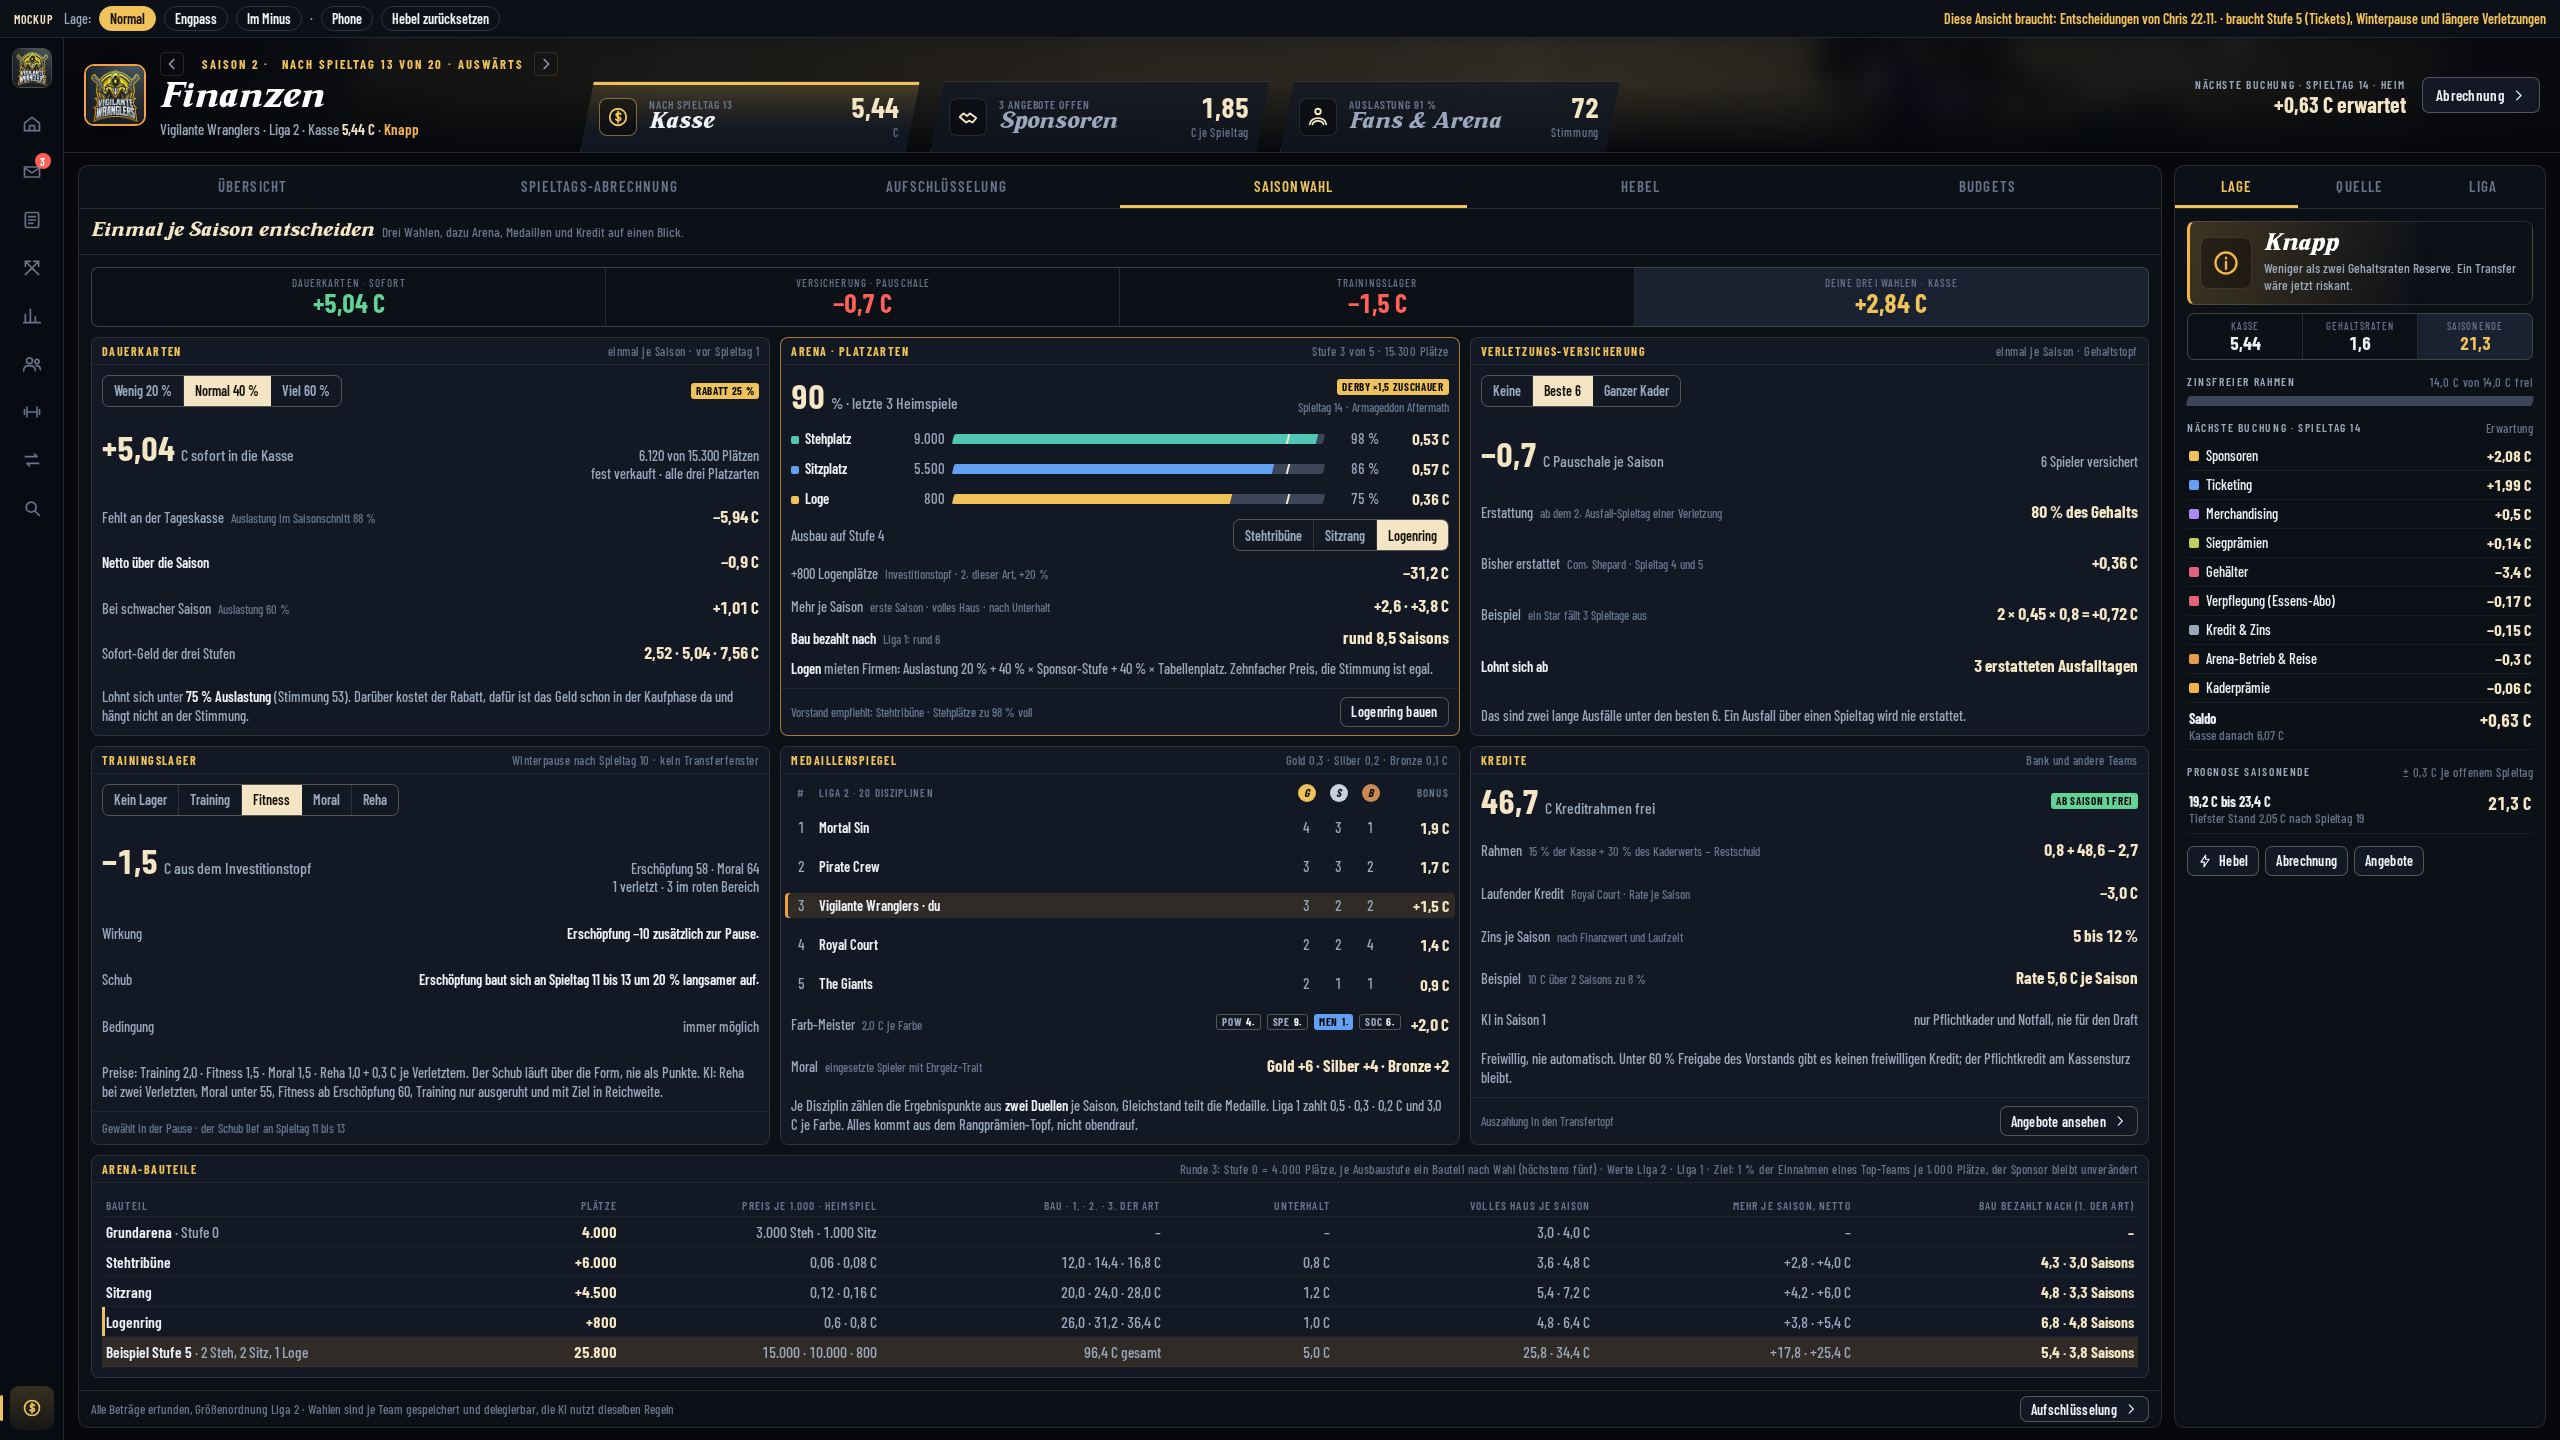 MOCKUP Lage: Normal Engpass Im Minus · Phone Hebel zurücksetzen
Diese Ansicht braucht: Entscheidungen von Chris 22.11. · braucht Stufe 5 (Tickets), Winterpause und längere Verletzungen
3
SAISON 2 · NACH SPIELTAG 13 VON 20 · AUSWÄRTS
Finanzen
Vigilante Wranglers · Liga 2 · Kasse 5,44 C · Knapp
NACH SPIELTAG 13
Kasse
5,44
C
3 ANGEBOTE OFFEN
Sponsoren
1,85
C je Spieltag
AUSLASTUNG 91 %
Fans & Arena
72
Stimmung
NÄCHSTE BUCHUNG · SPIELTAG 14 · HEIM
+0,63 C erwartet
Abrechnung
ÜBERSICHT SPIELTAGS-ABRECHNUNG AUFSCHLÜSSELUNG SAISONWAHL HEBEL BUDGETS
Einmal je Saison entscheiden Drei Wahlen, dazu Arena, Medaillen und Kredit auf einen Blick.
DAUERKARTEN · SOFORT
+5,04 C
VERSICHERUNG · PAUSCHALE
−0,7 C
TRAININGSLAGER
−1,5 C
DEINE DREI WAHLEN · KASSE
+2,84 C
DAUERKARTEN einmal je Saison · vor Spieltag 1
Wenig 20 % Normal 40 % Viel 60 % RABATT 25 %
+5,04 C sofort in die Kasse
6.120 von 15.300 Plätzen
fest verkauft · alle drei Platzarten
Fehlt an der Tageskasse Auslastung im Saisonschnitt 88 % −5,94 C
Netto über die Saison −0,9 C
Bei schwacher Saison Auslastung 60 % +1,01 C
Sofort-Geld der drei Stufen 2,52 · 5,04 · 7,56 C
Lohnt sich unter 75 % Auslastung (Stimmung 53). Darüber kostet der Rabatt, dafür ist das Geld schon in der Kaufphase da und
hängt nicht an der Stimmung.
ARENA · PLATZARTEN Stufe 3 von 5 · 15.300 Plätze
90 % · letzte 3 Heimspiele
DERBY ×1,5 ZUSCHAUER
Spieltag 14 · Armageddon Aftermath
Stehplatz 9.000 98 % 0,53 C
Sitzplatz 5.500 86 % 0,57 C
Loge 800 75 % 0,36 C
Ausbau auf Stufe 4 Stehtribüne Sitzrang Logenring
+800 Logenplätze Investitionstopf · 2. dieser Art, +20 % −31,2 C
Mehr je Saison erste Saison · volles Haus · nach Unterhalt +2,6 · +3,8 C
Bau bezahlt nach Liga 1: rund 6 rund 8,5 Saisons
Logen mieten Firmen: Auslastung 20 % + 40 % × Sponsor-Stufe + 40 % × Tabellenplatz. Zehnfacher Preis, die Stimmung ist egal.
Vorstand empfiehlt: Stehtribüne · Stehplätze zu 98 % voll Logenring bauen
VERLETZUNGS-VERSICHERUNG einmal je Saison · Gehaltstopf
Keine Beste 6 Ganzer Kader
−0,7 C Pauschale je Saison 6 Spieler versichert
Erstattung ab dem 2. Ausfall-Spieltag einer Verletzung 80 % des Gehalts
Bisher erstattet Com. Shepard · Spieltag 4 und 5 +0,36 C
Beispiel ein Star fällt 3 Spieltage aus 2 × 0,45 × 0,8 = +0,72 C
Lohnt sich ab 3 erstatteten Ausfalltagen
Das sind zwei lange Ausfälle unter den besten 6. Ein Ausfall über einen Spieltag wird nie erstattet.
TRAININGSLAGER Winterpause nach Spieltag 10 · kein Transferfenster
Kein Lager Training Fitness Moral Reha
−1,5 C aus dem Investitionstopf
Erschöpfung 58 · Moral 64
1 verletzt · 3 im roten Bereich
Wirkung Erschöpfung −10 zusätzlich zur Pause.
Schub Erschöpfung baut sich an Spieltag 11 bis 13 um 20 % langsamer auf.
Bedingung immer möglich
Preise: Training 2,0 · Fitness 1,5 · Moral 1,5 · Reha 1,0 + 0,3 C je Verletztem. Der Schub läuft über die Form, nie als Punkte. KI: Reha
bei zwei Verletzten, Moral unter 55, Fitness ab Erschöpfung 60, Training nur ausgeruht und mit Ziel in Reichweite.
Gewählt in der Pause · der Schub lief an Spieltag 11 bis 13
MEDAILLENSPIEGEL Gold 0,3 · Silber 0,2 · Bronze 0,1 C
# LIGA 2 · 20 DISZIPLINEN G S B BONUS
1 Mortal Sin 4 3 1 1,9 C
2 Pirate Crew 3 3 2 1,7 C
3 Vigilante Wranglers · du 3 2 2 +1,5 C
4 Royal Court 2 2 4 1,4 C
5 The Giants 2 1 1 0,9 C
Farb-Meister 2,0 C je Farbe POW 4. SPE 9. MEN 1. SOC 6. +2,0 C
Moral eingesetzte Spieler mit Ehrgeiz-Trait Gold +6 · Silber +4 · Bronze +2
Je Disziplin zählen die Ergebnispunkte aus zwei Duellen je Saison, Gleichstand teilt die Medaille. Liga 1 zahlt 0,5 · 0,3 · 0,2 C und 3,0
C je Farbe. Alles kommt aus dem Rangprämien-Topf, nicht obendrauf.
KREDITE Bank und andere Teams
46,7 C Kreditrahmen frei AB SAISON 1 FREI
Rahmen 15 % der Kasse + 30 % des Kaderwerts − Restschuld 0,8 + 48,6 − 2,7
Laufender Kredit Royal Court · Rate je Saison −3,0 C
Zins je Saison nach Finanzwert und Laufzeit 5 bis 12 %
Beispiel 10 C über 2 Saisons zu 8 % Rate 5,6 C je Saison
KI in Saison 1 nur Pflichtkader und Notfall, nie für den Draft
Freiwillig, nie automatisch. Unter 60 % Freigabe des Vorstands gibt es keinen freiwilligen Kredit; der Pflichtkredit am Kassensturz
bleibt.
Auszahlung in den Transfertopf Angebote ansehen
ARENA-BAUTEILE Runde 3: Stufe 0 = 4.000 Plätze, je Ausbaustufe ein Bauteil nach Wahl (höchstens fünf) · Werte Liga 2 · Liga 1 · Ziel: 1 % der Einnahmen eines Top-Teams je 1.000 Plätze, der Sponsor bleibt unverändert
BAUTEIL PLÄTZE PREIS JE 1.000 · HEIMSPIEL BAU · 1. · 2. · 3. DER ART UNTERHALT VOLLES HAUS JE SAISON MEHR JE SAISON, NETTO BAU BEZAHLT NACH (1. DER ART)
Grundarena · Stufe 0 4.000 3.000 Steh · 1.000 Sitz – – 3,0 · 4,0 C – –
Stehtribüne +6.000 0,06 · 0,08 C 12,0 · 14,4 · 16,8 C 0,8 C 3,6 · 4,8 C +2,8 · +4,0 C 4,3 · 3,0 Saisons
Sitzrang +4.500 0,12 · 0,16 C 20,0 · 24,0 · 28,0 C 1,2 C 5,4 · 7,2 C +4,2 · +6,0 C 4,8 · 3,3 Saisons
Logenring +800 0,6 · 0,8 C 26,0 · 31,2 · 36,4 C 1,0 C 4,8 · 6,4 C +3,8 · +5,4 C 6,8 · 4,8 Saisons
Beispiel Stufe 5 · 2 Steh, 2 Sitz, 1 Loge 25.800 15.000 · 10.000 · 800 96,4 C gesamt 5,0 C 25,8 · 34,4 C +17,8 · +25,4 C 5,4 · 3,8 Saisons
Alle Beträge erfunden, Größenordnung Liga 2 · Wahlen sind je Team gespeichert und delegierbar, die KI nutzt dieselben Regeln Aufschlüsselung
LAGE QUELLE LIGA
Knapp
Weniger als zwei Gehaltsraten Reserve. Ein Transfer
wäre jetzt riskant.
KASSE GEHALTSRATEN SAISONENDE
5,44 1,6 21,3
ZINSFREIER RAHMEN 14,0 C von 14,0 C frei
NÄCHSTE BUCHUNG · SPIELTAG 14 Erwartung
Sponsoren +2,08 C
Ticketing +1,99 C
Merchandising +0,5 C
Siegprämien +0,14 C
Gehälter −3,4 C
Verpflegung (Essens-Abo) −0,17 C
Kredit & Zins −0,15 C
Arena-Betrieb & Reise −0,3 C
Kaderprämie −0,06 C
Saldo +0,63 C
Kasse danach 6,07 C
PROGNOSE SAISONENDE ± 0,3 C je offenem Spieltag
19,2 C bis 23,4 C 21,3 C
Tiefster Stand 2,05 C nach Spieltag 19
Hebel Abrechnung Angebote